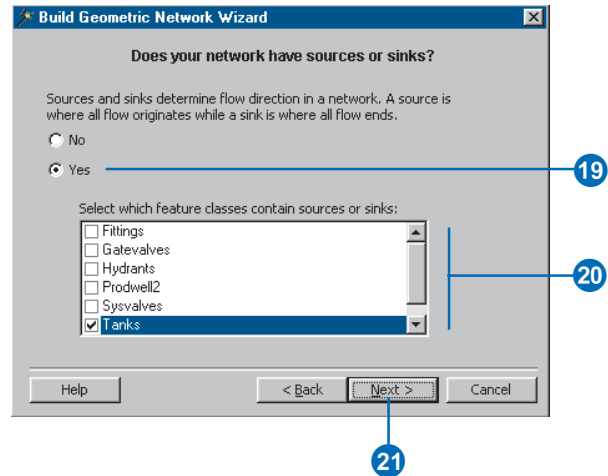 Build Geometric Network Wizard
Does your network have sources or sinks?
Sources and sinks determine flow direction in a network. A source is
where all flow originates while a sink is where all flow ends.
No
Yes
19
Select which feature classes contain sources or sinks:
Fittings
Gatevalves
Hydrants
Prodwell2
Sysvalves
Tanks
20
Help
< Back
Next >
Cancel
21